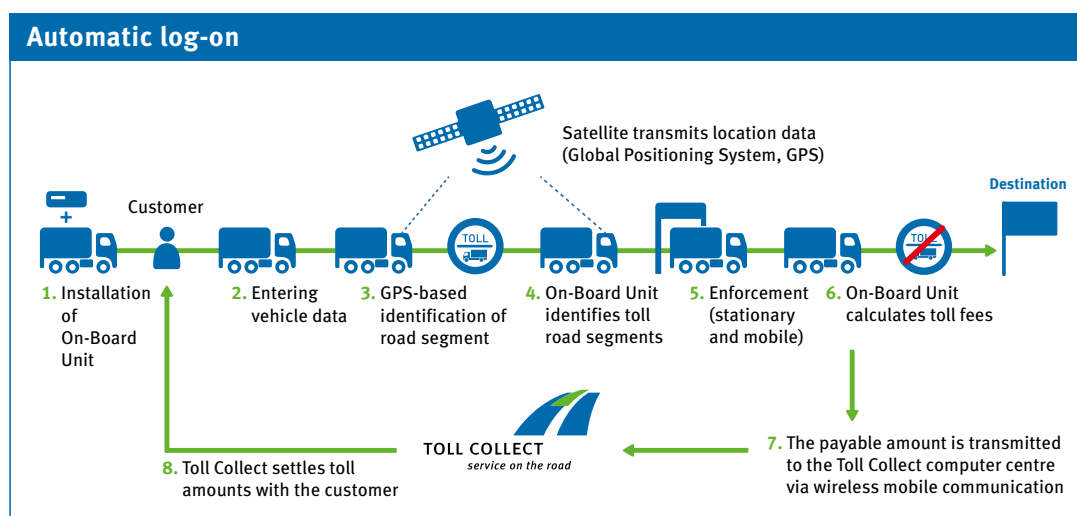 Automatic log-on
Satellite transmits location data
(Global Positioning System, GPS)
Destination
+
Customer
TOLL
TOLL
1. Installation
of
On-Board
Unit
2. Entering
vehicle data
3. GPS-based
identification of
road segment
4. On-Board Unit
identifies toll
road segments
5. Enforcement
(stationary
and mobile)
6. On-Board Unit
calculates toll fees
7. The payable amount is transmitted
to the Toll Collect computer centre
via wireless mobile communication
TOLL COLLECT
service on the road
8. Toll Collect settles toll
amounts with the customer